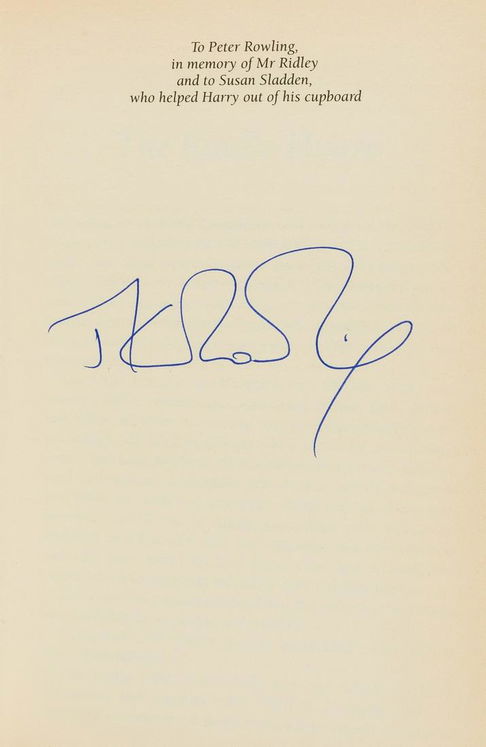 To Peter Rowling,
in memory of Mr Ridley
and to Susan Sladden,
who helped Harry out of his cupboard
JKRowling